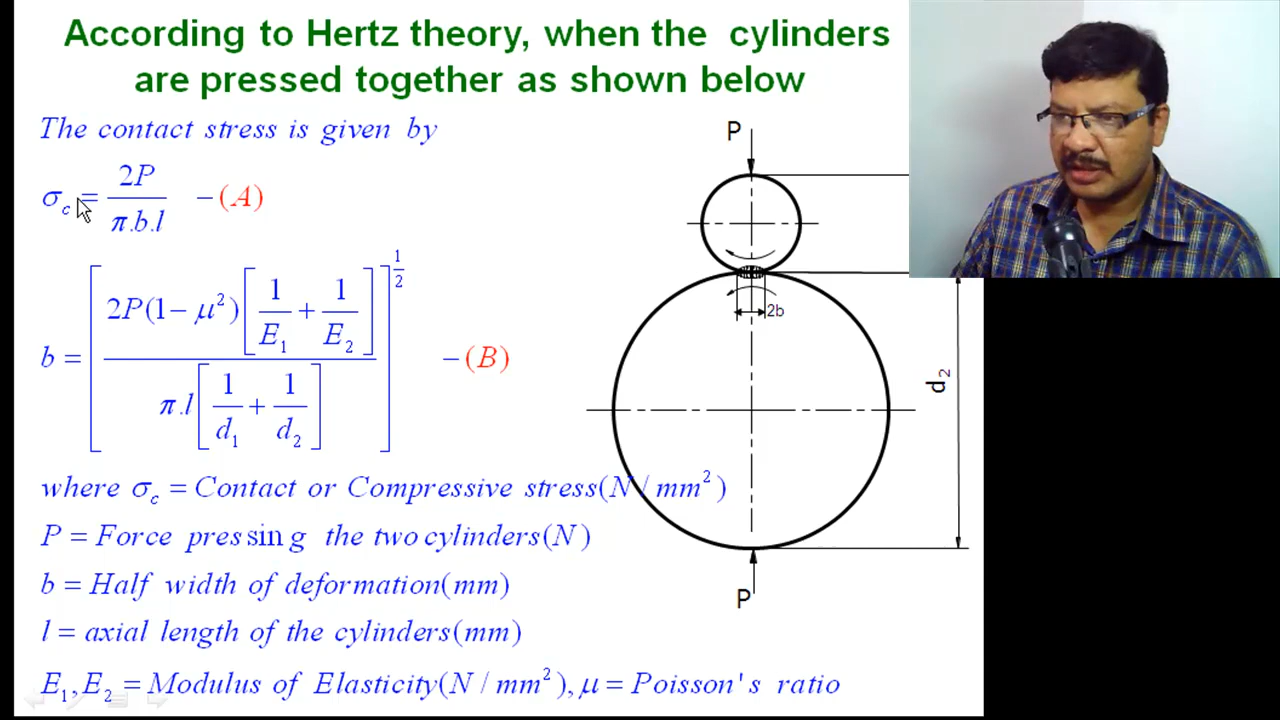 According to Hertz theory, when the cylinders
are pressed together as shown below
The contact stress is given by
σc = 2P / π.b.l – (A)
b = [ 2P(1– μ²) [ 1/E1 + 1/E2 ] / π.l [ 1/d1 + 1/d2 ] ]^1/2 – (B)
where σc = Contact or Compressive stress(N / mm²)
P = Force pressing the two cylinders(N)
b = Half width of deformation(mm)
l = axial length of the cylinders(mm)
E1, E2 = Modulus of Elasticity(N / mm²), μ = Poisson's ratio
P
2b
d2
P